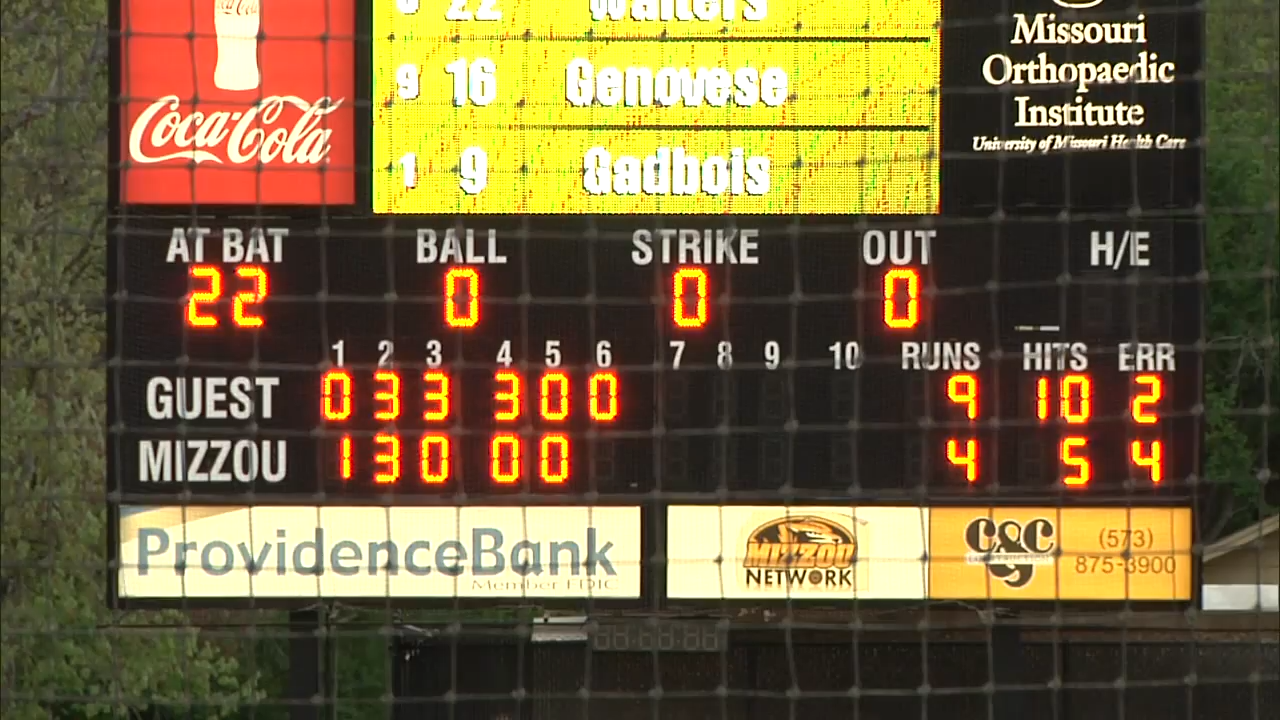 Coca-Cola
22 Walters
9 16 Genovese
1 9 Gadbois
Missouri
Orthopaedic
Institute
University of Missouri Health Care
AT BAT BALL STRIKE OUT H/E
22 0 0 0
1 2 3 4 5 6 7 8 9 10 RUNS HITS ERR
GUEST 0 3 3 3 0 0 9 10 2
MIZZOU 1 3 0 0 0 4 5 4
ProvidenceBank
Member FDIC
MIZZOU
NETWORK
C&C
(573)
875-3900